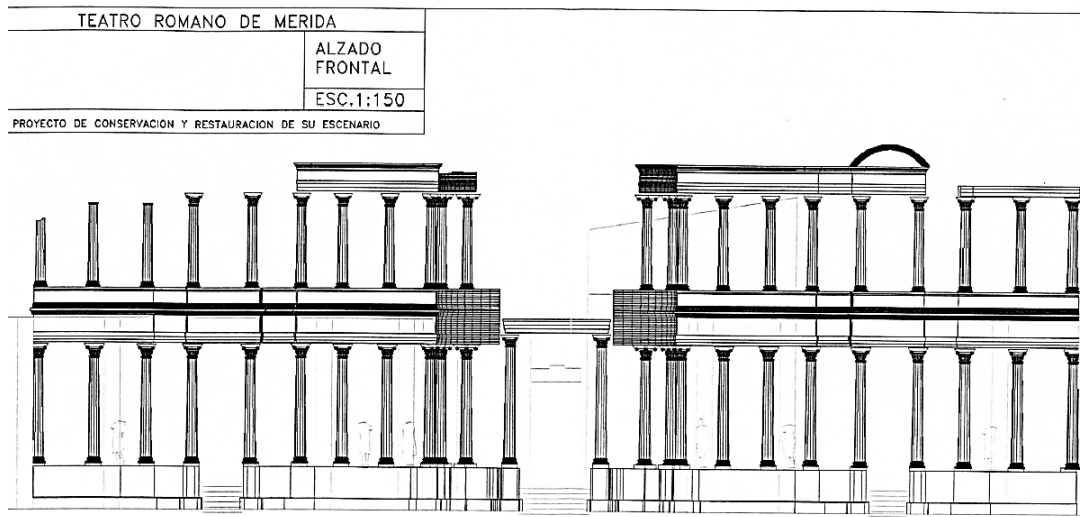 TEATRO ROMANO DE MERIDA
ALZADO
FRONTAL
ESC.1:150
PROYECTO DE CONSERVACION Y RESTAURACION DE SU ESCENARIO